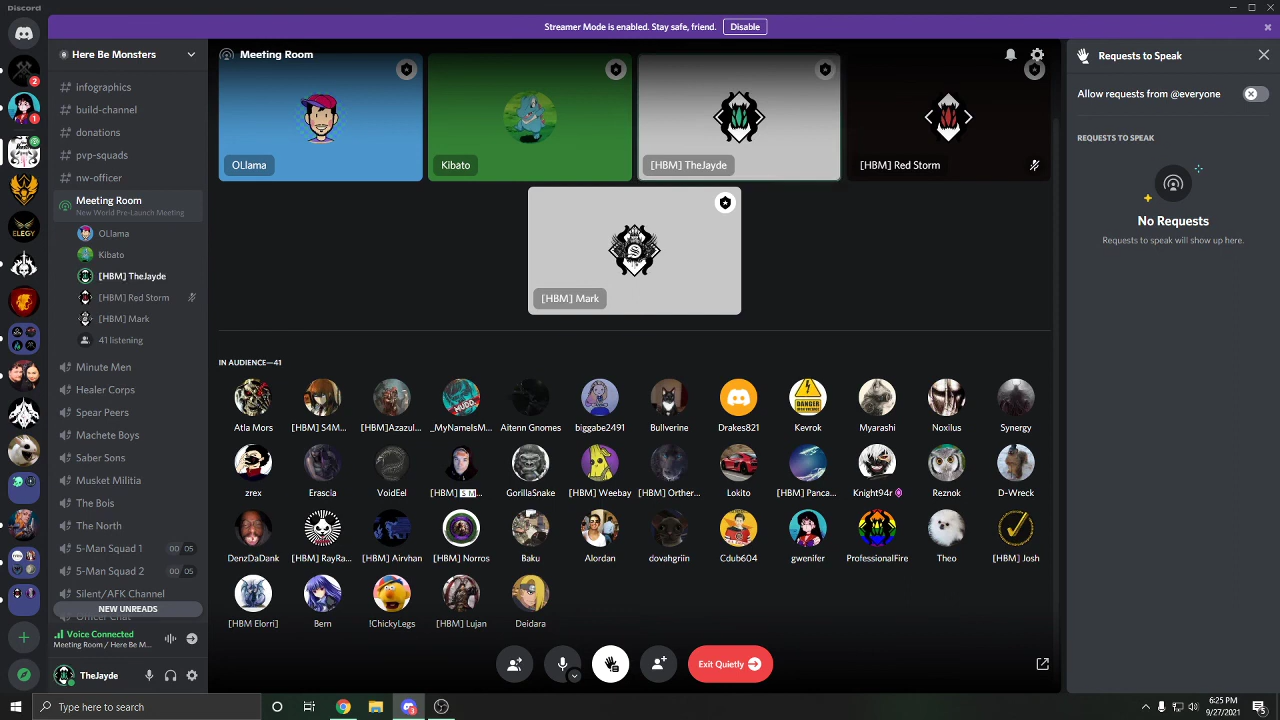 Discord
Streamer Mode is enabled. Stay safe, friend. Disable
Here Be Monsters
infographics
build-channel
donations
pvp-squads
nw-officer
Meeting Room
New World Pre-Launch Meeting
OLlama
Kibato
[HBM] TheJayde
[HBM] Red Storm
[HBM] Mark
41 listening
Minute Men
Healer Corps
Spear Peers
Machete Boys
Saber Sons
Musket Militia
The Bois
The North
5-Man Squad 1 00 05
5-Man Squad 2 00 05
Silent/AFK Channel
Officer Chat
NEW UNREADS
Voice Connected
Meeting Room / Here Be M...
TheJayde
2
1
ELEGY
Meeting Room
OLlama
Kibato
[HBM] TheJayde
[HBM] Red Storm
[HBM] Mark
IN AUDIENCE—41
MUDD
DANGER
Atla Mors
[HBM] S4M...
[HBM]Azazul...
_MyNameIsM...
Aitenn Gnomes
biggabe2491
Bullverine
Drakes821
Kevrok
Myarashi
Noxilus
Synergy
zrex
Erascia
VoidEel
[HBM] S M...
GorillaSnake
[HBM] Weebay
[HBM] Orther...
Lokito
[HBM] Panca...
Knight94r
Reznok
D-Wreck
DenzDaDank
[HBM] RayRa...
[HBM] Airvhan
[HBM] Norros
Baku
Alordan
dovahgriin
Cdub604
gwenifer
ProfessionalFire
Theo
[HBM] Josh
[HBM Elorri]
Bern
!ChickyLegs
[HBM] Lujan
Deidara
Exit Quietly
Requests to Speak
Allow requests from @everyone
REQUESTS TO SPEAK
No Requests
Requests to speak will show up here.
Type here to search
6:25 PM
9/27/2021